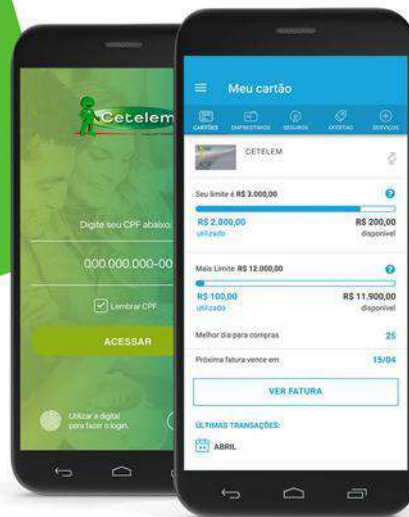 Cetelem
Digite seu CPF abaixo:
000.000.000-00
Lembrar CPF
ACESSAR
Utilizar a digital
para fazer o login.
Meu cartão
CARTÕES EMPRÉSTIMOS SEGUROS OFERTAS SERVIÇOS
CETELEM
Seu limite é R$ 3.000,00
R$ 2.800,00 R$ 200,00
utilizado disponível
Mais Limite R$ 12.000,00
R$ 100,00 R$ 11.900,00
utilizado disponível
Melhor dia para compras 25
Próxima fatura vence em 15/04
VER FATURA
ÚLTIMAS TRANSAÇÕES:
ABRIL